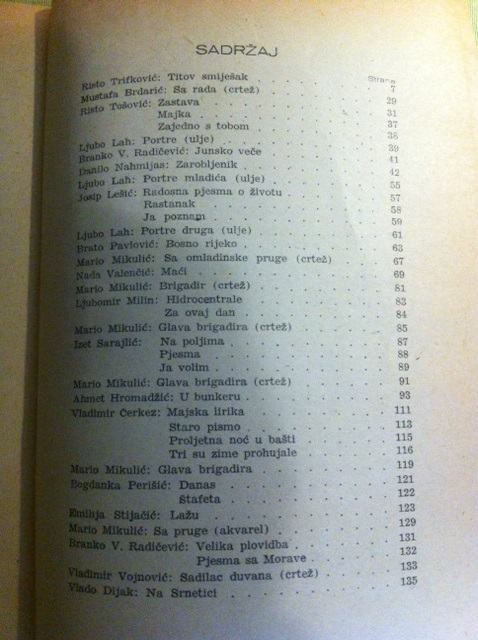 SADRŽAJ
Strana
Risto Trifković: Titov smiješak . . . . . . 7
Mustafa Brdarić: Sa rada (crtež) . . . . . . 29
Risto Tošović: Zastava . . . . . . 31
Majka . . . . . . 37
Zajedno s tobom . . . . . . 38
Ljubo Lah: Portre (ulje) . . . . . . 39
Branko V. Radičević: Junsko veče . . . . . . 41
Danilo Nahmijas: Zarobljenik . . . . . . 42
Ljubo Lah: Portre mladića (ulje) . . . . . . 55
Josip Lešić: Radosna pjesma o životu . . . . . . 57
Rastanak . . . . . . 58
Ja poznam . . . . . . 59
Ljubo Lah: Portre druga (ulje) . . . . . . 61
Brato Pavlović: Bosno rijeko . . . . . . 63
Mario Mikulić: Sa omladinske pruge (crtež) . . . . . . 67
Nada Valenčić: Maći . . . . . . 69
Mario Mikulić: Brigadir (crtež) . . . . . . 81
Ljubomir Milin: Hidrocentrale . . . . . . 83
Za ovaj dan . . . . . . 84
Mario Mikulić: Glava brigadira (crtež) . . . . . . 85
Izet Sarajlić: Na poljima . . . . . . 87
Pjesma . . . . . . 88
Ja volim . . . . . . 89
Mario Mikulić: Glava brigadira (crtež) . . . . . . 91
Ahmet Hromadžić: U bunkeru . . . . . . 93
Vladimir Čerkez: Majska lirika . . . . . . 111
Staro pismo . . . . . . 113
Proljetna noć u bašti . . . . . . 115
Tri su zime prohujale . . . . . . 116
Mario Mikulić: Glava brigadira . . . . . . 119
Bogdanka Perišić: Danas . . . . . . 121
Štafeta . . . . . . 122
Emilija Stijačić: Lažu . . . . . . 123
Mario Mikulić: Sa pruge (akvarel) . . . . . . 129
Branko V. Radičević: Velika plovidba . . . . . . 131
Pjesma sa Morave . . . . . . 132
Vladimir Vojnović: Sadilac duvana (crtež) . . . . . . 133
Vlado Dijak: Na Srnetici . . . . . . 135